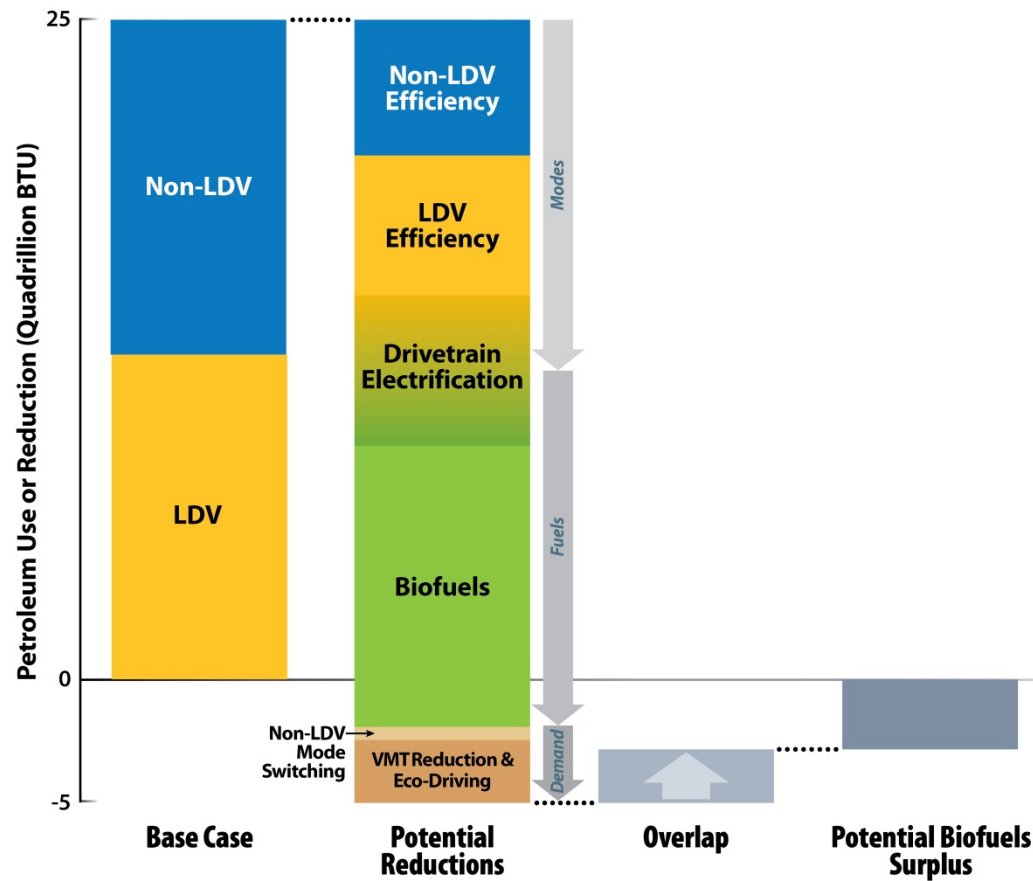 Petroleum Use or Reduction (Quadrillion BTU)
25
0
-5
Non-LDV
LDV
Non-LDV
Efficiency
LDV
Efficiency
Drivetrain
Electrification
Biofuels
Non-LDV
Mode
Switching
VMT Reduction &
Eco-Driving
Modes
Fuels
Demand
Base Case
Potential
Reductions
Overlap
Potential Biofuels
Surplus